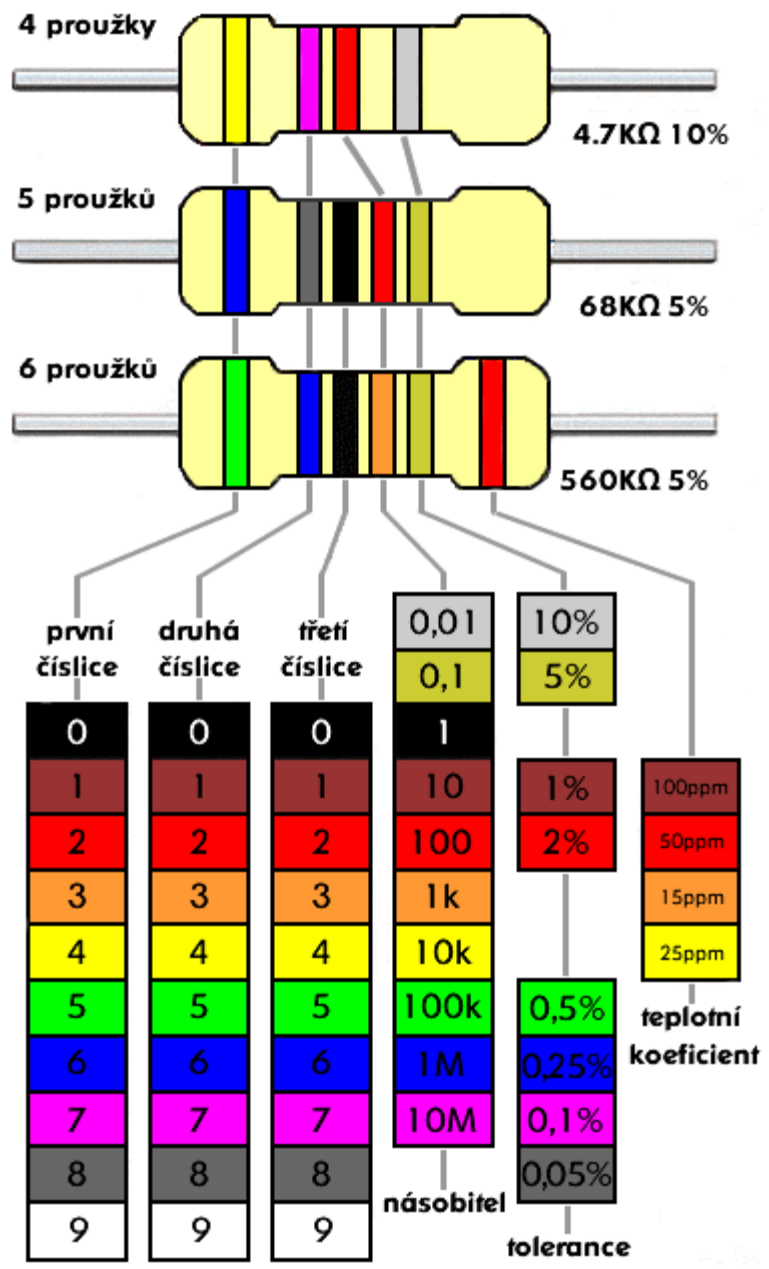 4 proužky
4.7KΩ 10%
5 proužků
68KΩ 5%
6 proužků
560KΩ 5%
první
číslice
0
1
2
3
4
5
6
7
8
9
druhá
číslice
0
1
2
3
4
5
6
7
8
9
třetí
číslice
0
1
2
3
4
5
6
7
8
9
0,01
0,1
1
10
100
1k
10k
100k
1M
10M
násobitel
10%
5%
1%
2%
0,5%
0,25%
0,1%
0,05%
tolerance
100ppm
50ppm
15ppm
25ppm
teplotní
koeficient